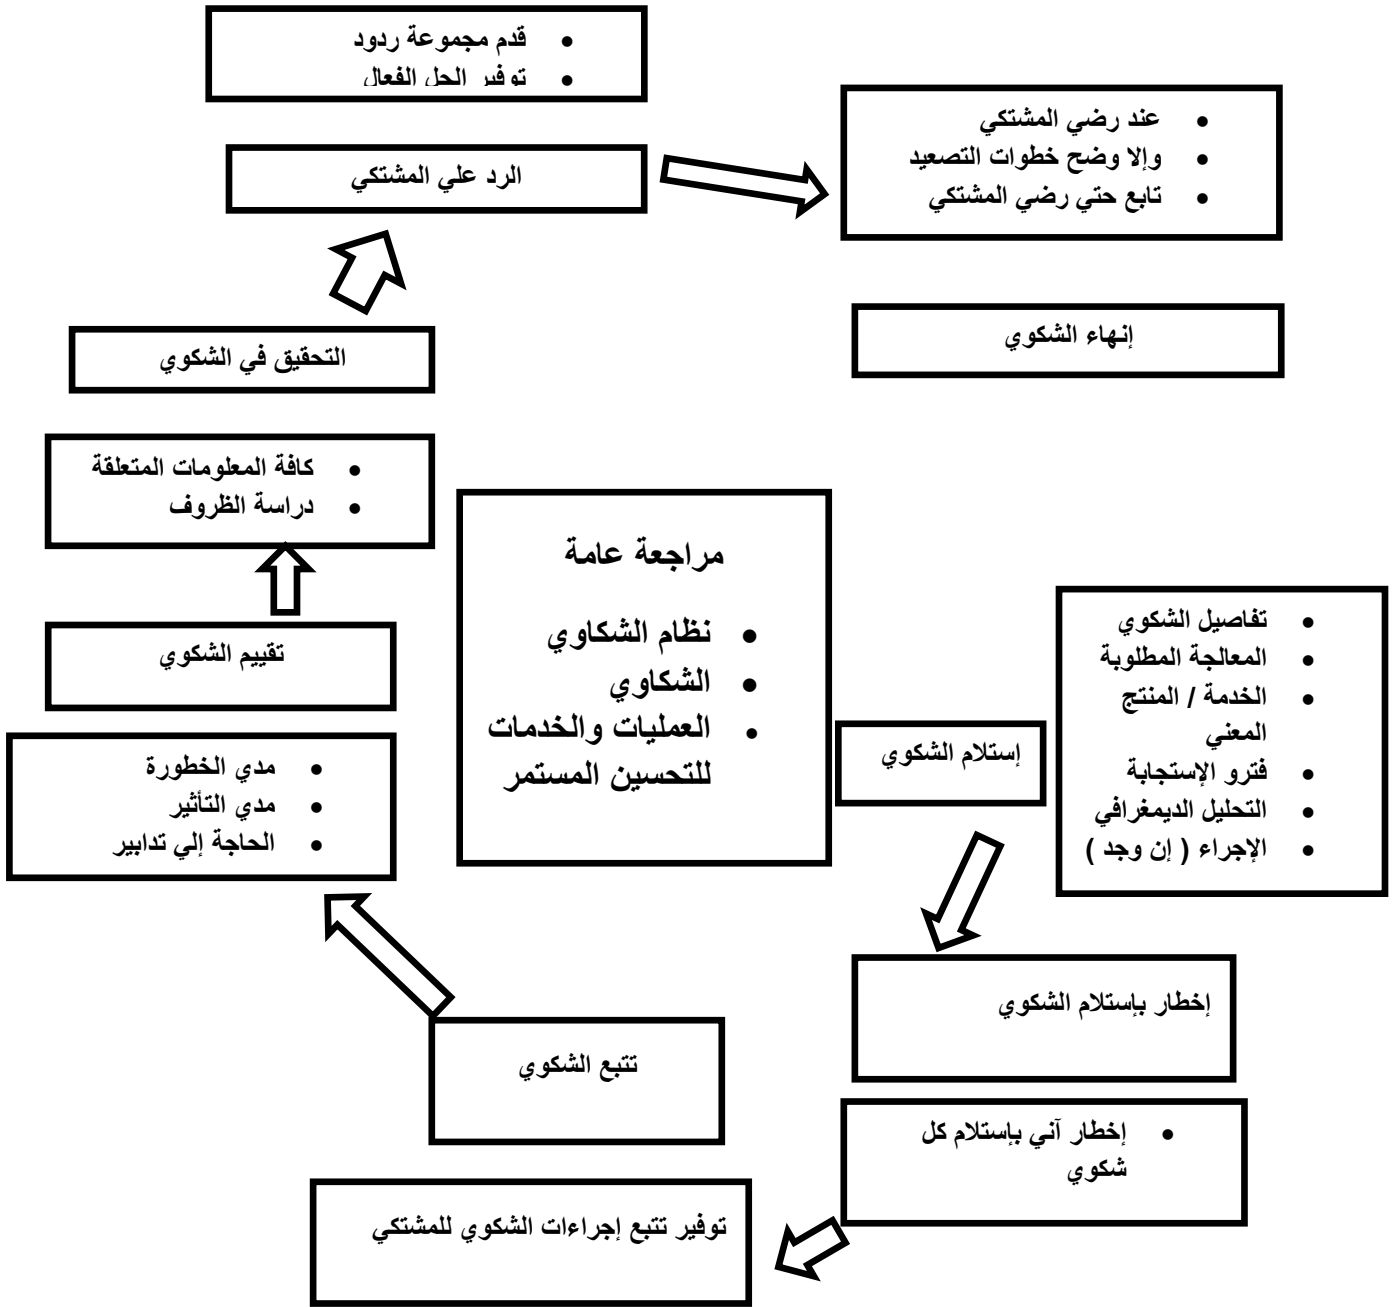 • قدم مجموعة ردود
• توفير الحل الفعال
الرد علي المشتكي
• عند رضي المشتكي
• وإلا وضح خطوات التصعيد
• تابع حتي رضي المشتكي
إنهاء الشكوي
التحقيق في الشكوي
• كافة المعلومات المتعلقة
• دراسة الظروف
مراجعة عامة
• نظام الشكاوي
• الشكاوي
• العمليات والخدمات
للتحسين المستمر
• تفاصيل الشكوي
• المعالجة المطلوبة
• الخدمة / المنتج
المعني
• فترو الإستجابة
• التحليل الديمغرافي
• الإجراء ( إن وجد )
إستلام الشكوي
تقييم الشكوي
• مدي الخطورة
• مدي التأثير
• الحاجة إلي تدابير
إخطار بإستلام الشكوي
• إخطار آني بإستلام كل
شكوي
تتبع الشكوي
توفير تتبع إجراءات الشكوي للمشتكي